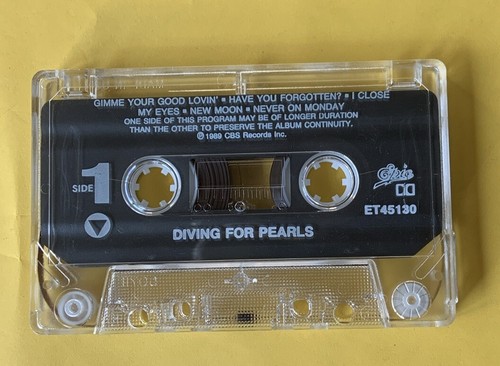 GIMME YOUR GOOD LOVIN' ▪ HAVE YOU FORGOTTEN? ▪ I CLOSE
MY EYES ▪ NEW MOON ▪ NEVER ON MONDAY
ONE SIDE OF THIS PROGRAM MAY BE OF LONGER DURATION
THAN THE OTHER TO PRESERVE THE ALBUM CONTINUITY.
℗ 1989 CBS Records Inc.
SIDE 1
Epic
ET45130
DIVING FOR PEARLS